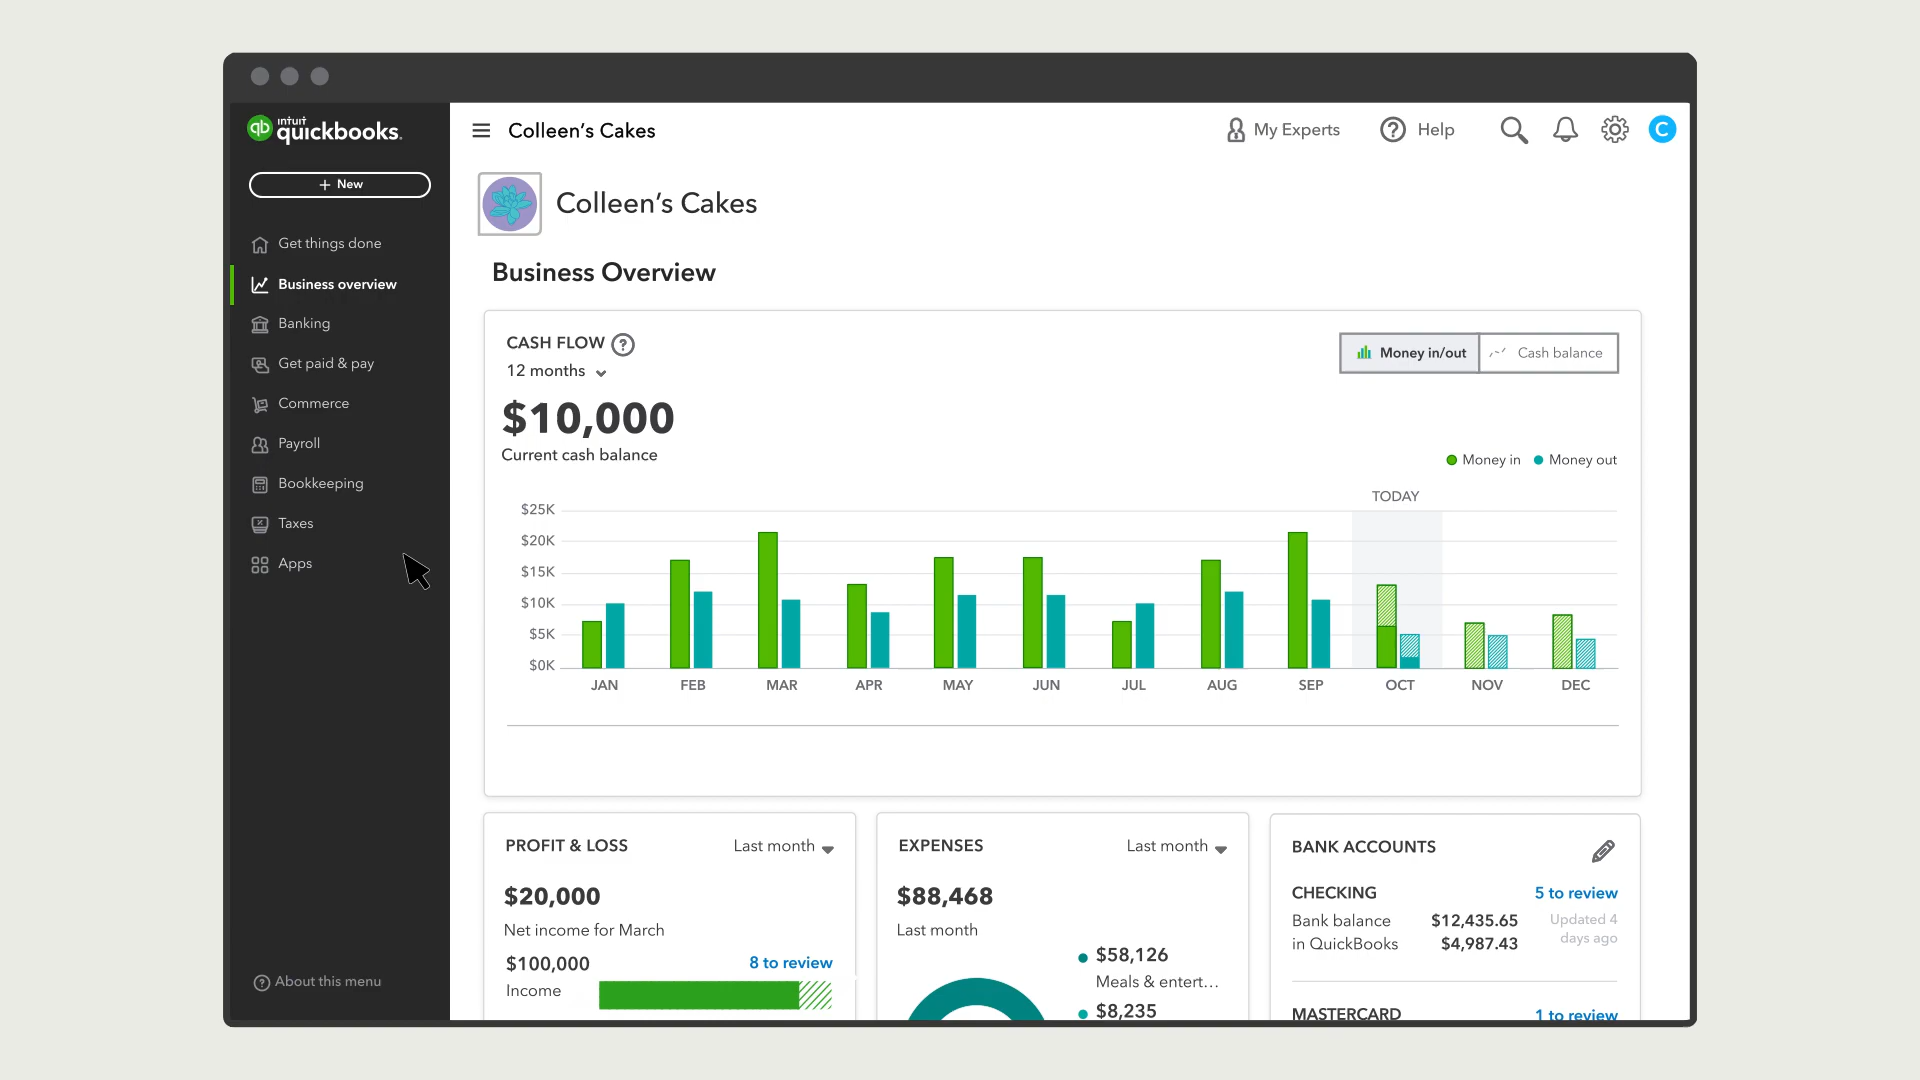 intuit
quickbooks.
+ New
Get things done
Business overview
Banking
Get paid & pay
Commerce
Payroll
Bookkeeping
Taxes
Apps
About this menu
Colleen's Cakes
My Experts
Help
C
Colleen's Cakes
Business Overview
CASH FLOW
12 months
$10,000
Current cash balance
Money in/out
Cash balance
Money in
Money out
TODAY
$25K
$20K
$15K
$10K
$5K
$0K
JAN FEB MAR APR MAY JUN JUL AUG SEP OCT NOV DEC
PROFIT & LOSS
Last month
$20,000
Net income for March
$100,000
8 to review
Income
EXPENSES
Last month
$88,468
Last month
$58,126
Meals & entert...
$8,235
BANK ACCOUNTS
CHECKING
5 to review
Bank balance $12,435.65
in QuickBooks $4,987.43
Updated 4
days ago
MASTERCARD
1 to review